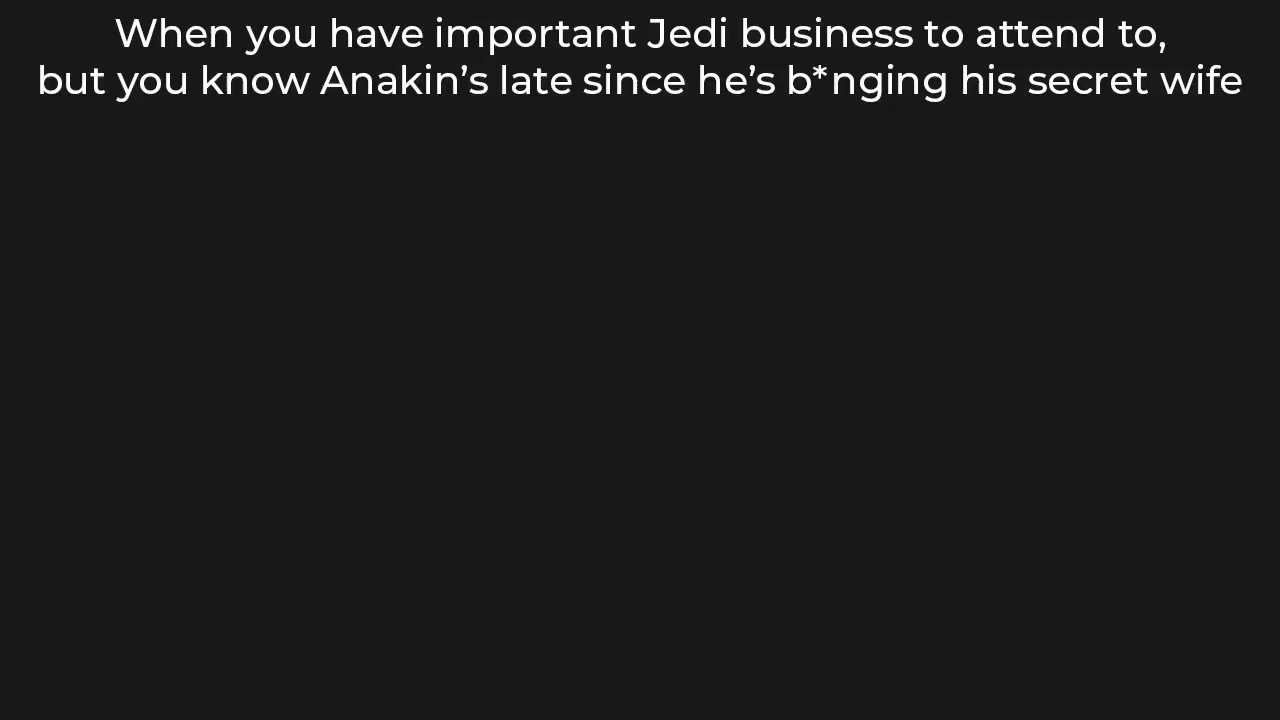 When you have important Jedi business to attend to,
but you know Anakin’s late since he’s b*nging his secret wife